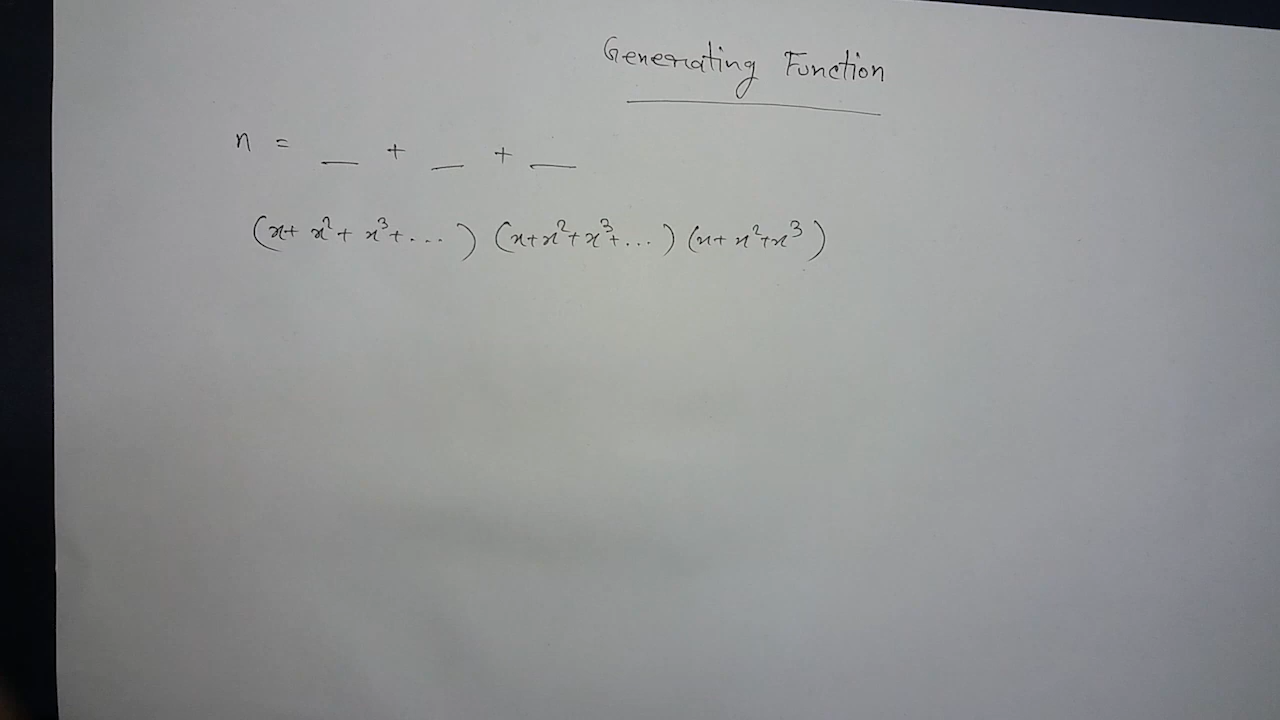 Generating Function
n = __ + __ + __
(x+ x²+ x³+...) (x+x²+x³+...) (x+ x²+x³)